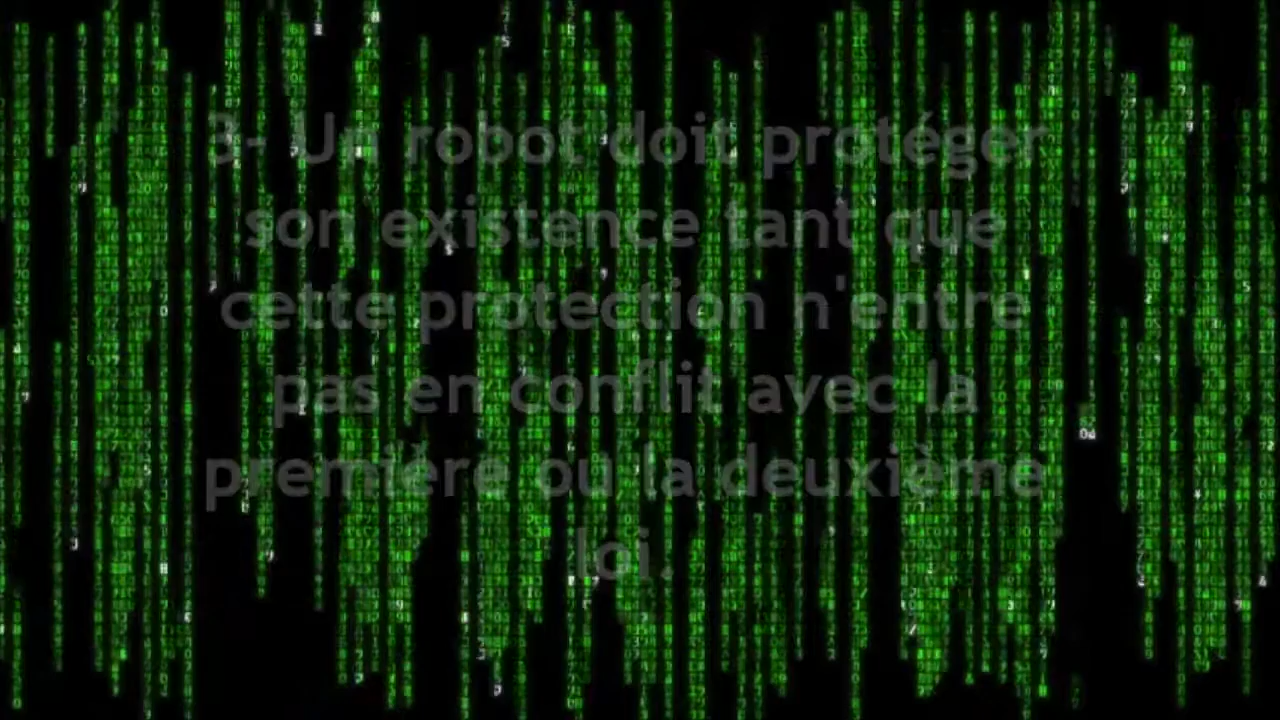 3- Un robot doit protéger
son existence tant que
cette protection n'entre
pas en conflit avec la
première ou la deuxième
loi.